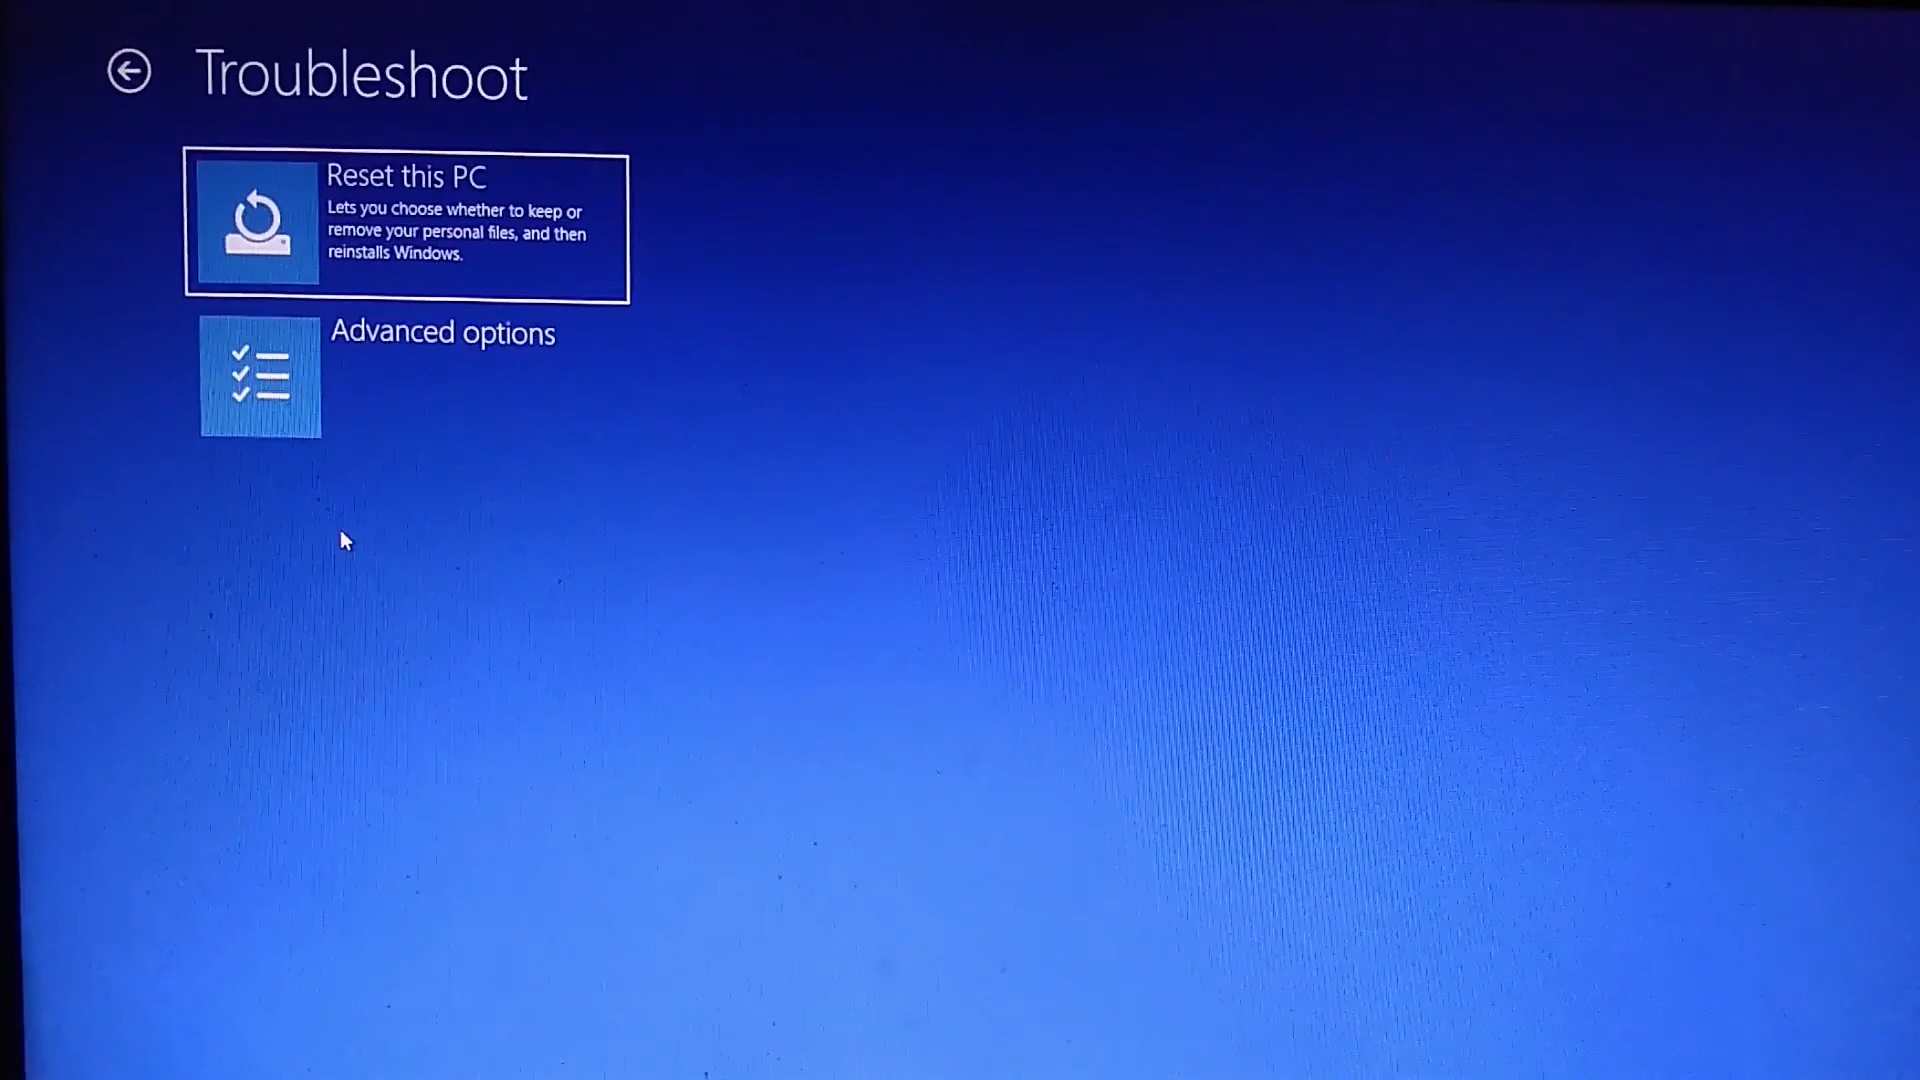 Troubleshoot
Reset this PC
Lets you choose whether to keep or
remove your personal files, and then
reinstalls Windows.
Advanced options